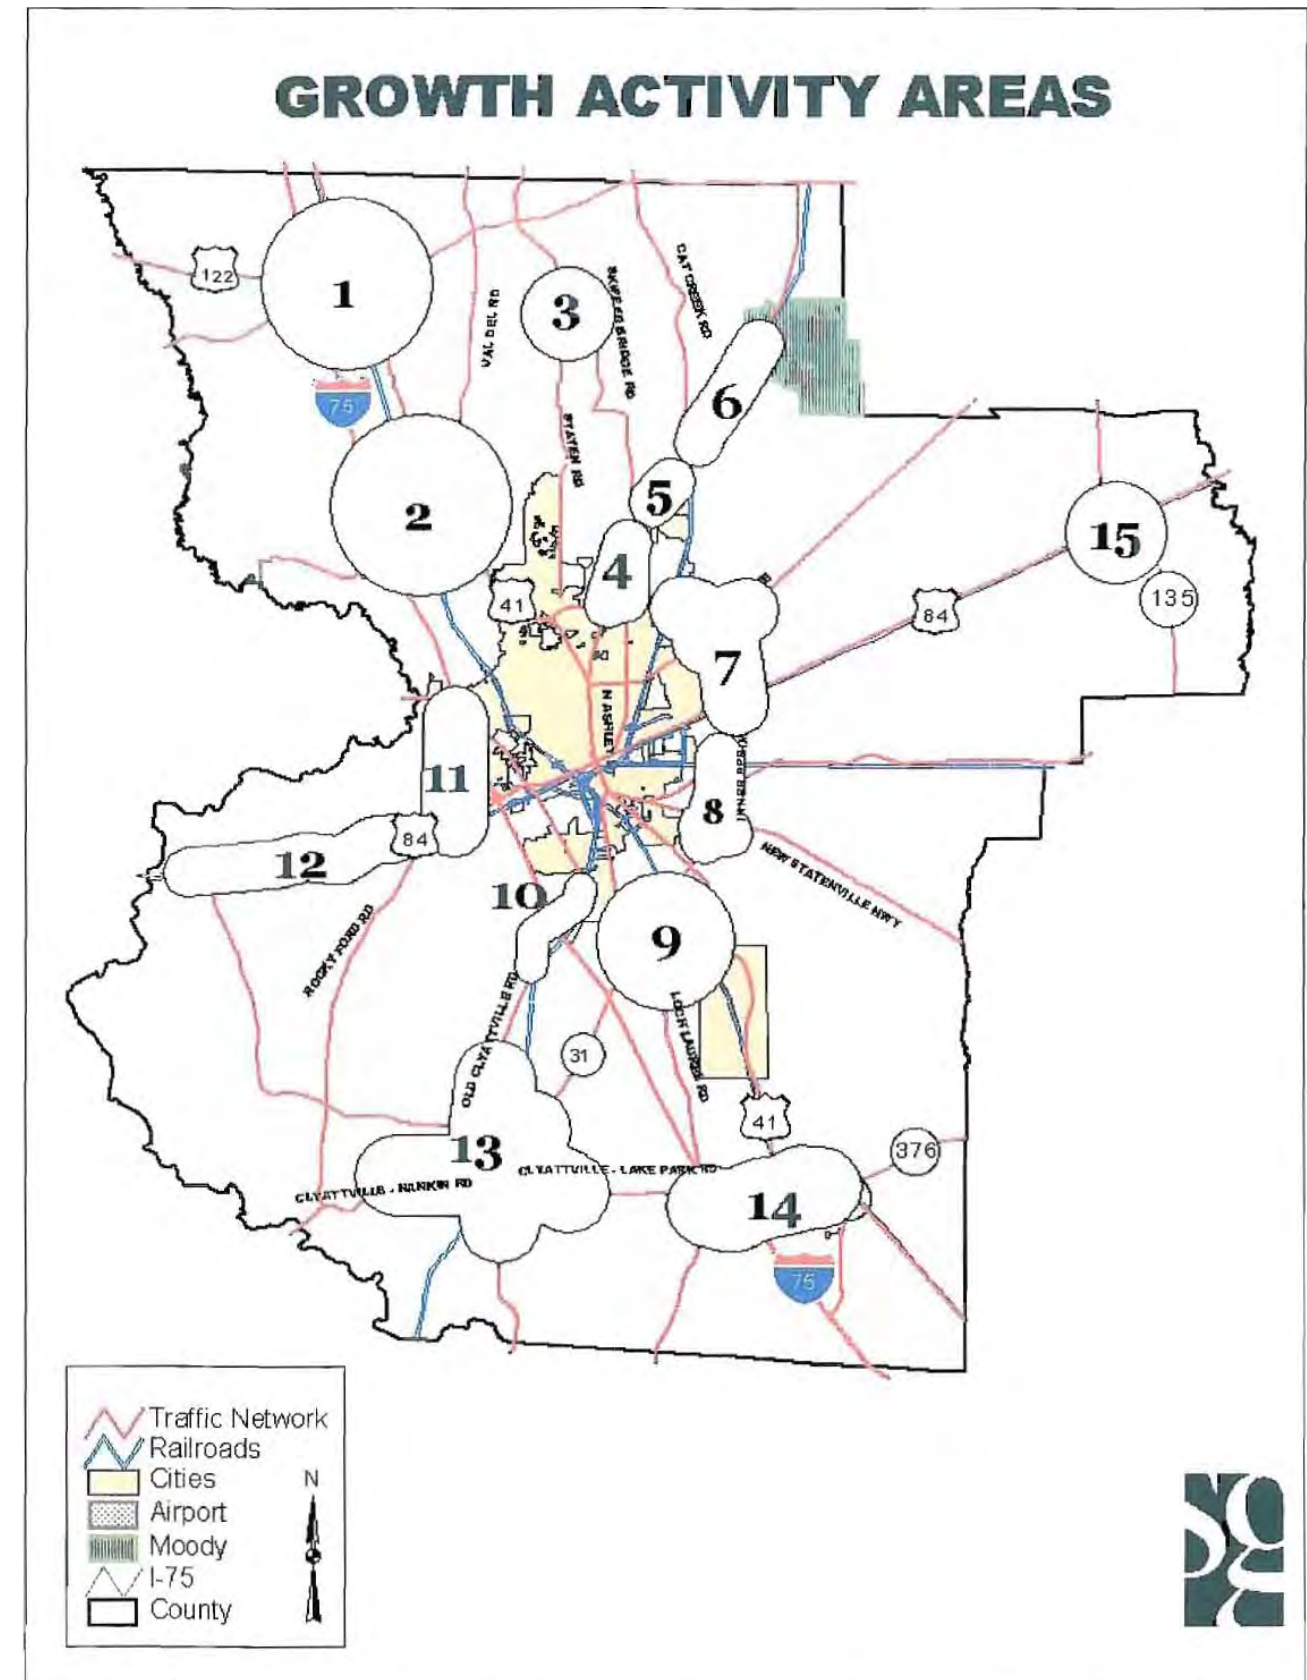 GROWTH ACTIVITY AREAS
122
1
VAL DEL RD
3
SKIPPER BRIDGE RD
CAT CREEK RD
75
6
STATEN RD
2
5
15
4
41
135
84
7
N ASHLEY
11
8
84
12
NEW STATENVILLE HWY
10
9
ROCKY FORD RD
OLD CLYATTVILLE RD
LOCH LAUREL RD
31
41
376
13
CLYATTVILLE - LAKE PARK RD
CLYATTVILLE - NANKIN RD
14
75
Traffic Network
Railroads
Cities
N
Airport
Moody
I-75
County
sg